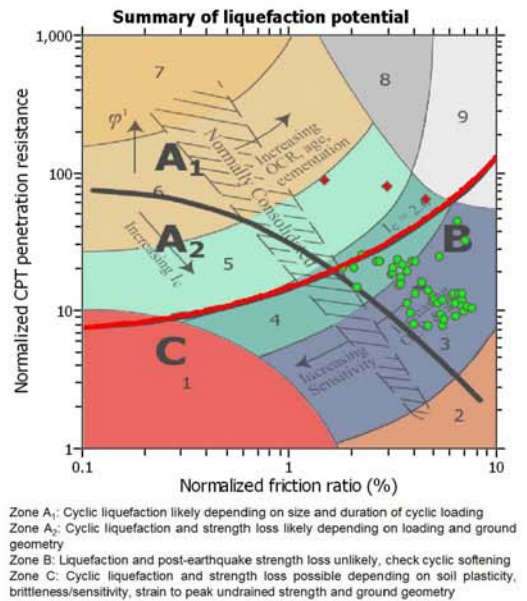 Summary of liquefaction potential
1,000
7
8
9
φ'
Increasing
OCR, age,
cementation
Normally Consolidated
A1
100
6
A2
Increasing Ic
5
B
10
4
C
1
Increasing
Sensitivity
3
2
1
0.1
1
10
Normalized CPT penetration resistance
Normalized friction ratio (%)
Zone A1: Cyclic liquefaction likely depending on size and duration of cyclic loading
Zone A2: Cyclic liquefaction and strength loss likely depending on loading and ground
geometry
Zone B: Liquefaction and post-earthquake strength loss unlikely, check cyclic softening
Zone C: Cyclic liquefaction and strength loss possible depending on soil plasticity,
brittleness/sensitivity, strain to peak undrained strength and ground geometry